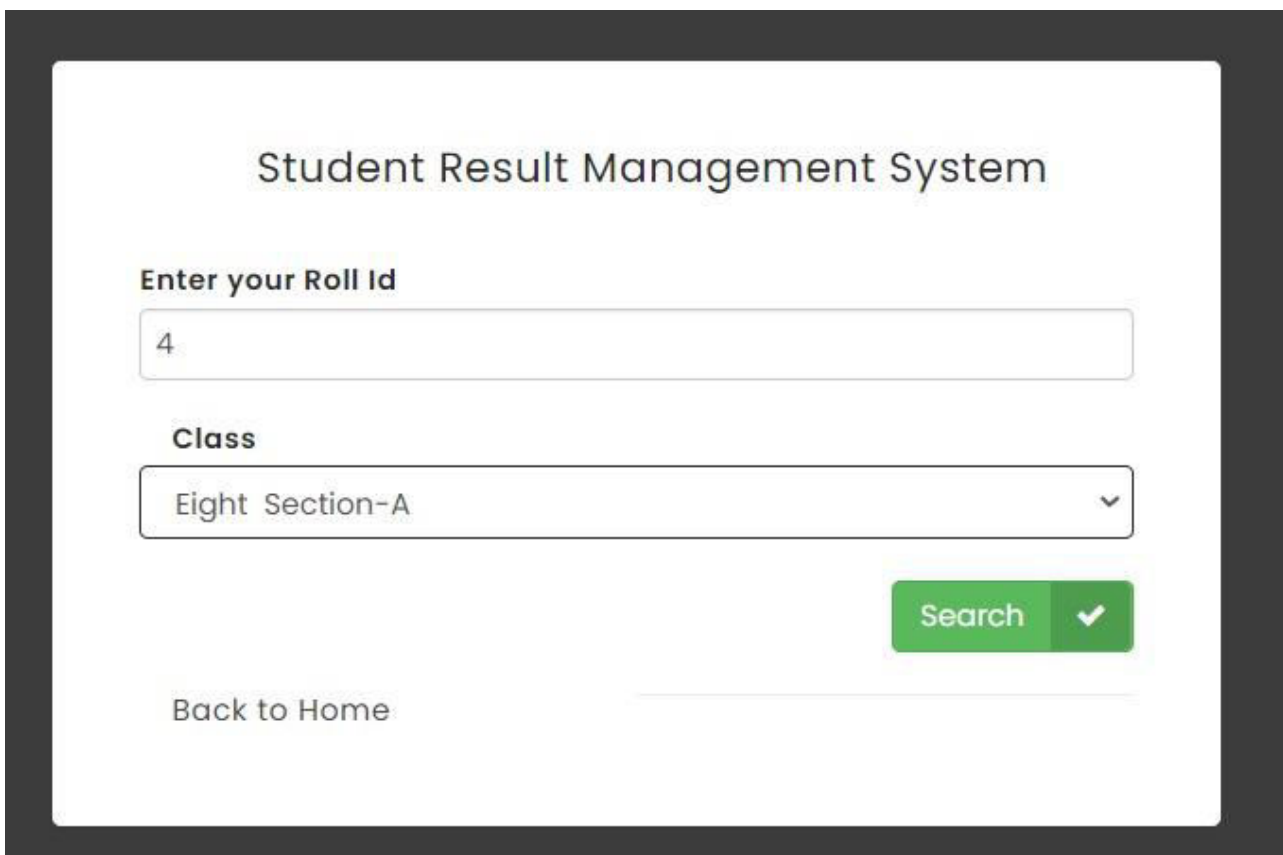 Student Result Management System
Enter your Roll Id
4
Class
Eight Section-A
Search
Back to Home